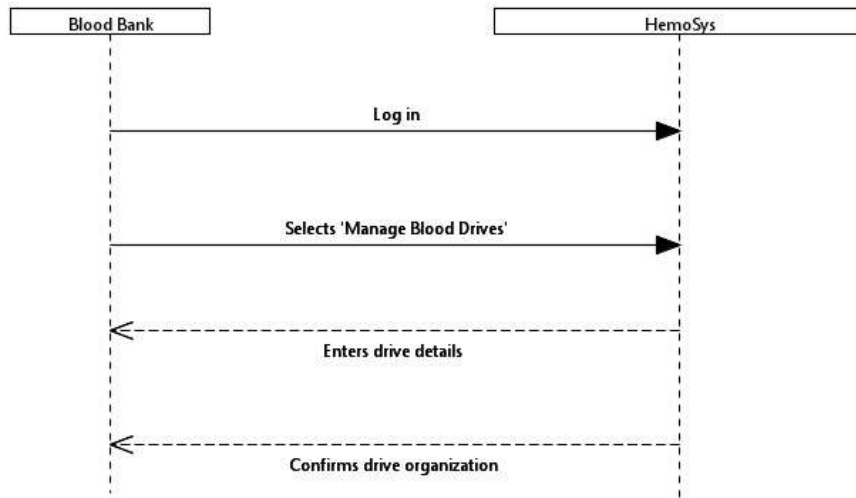 Blood Bank
HemoSys
Log in
Selects 'Manage Blood Drives'
Enters drive details
Confirms drive organization